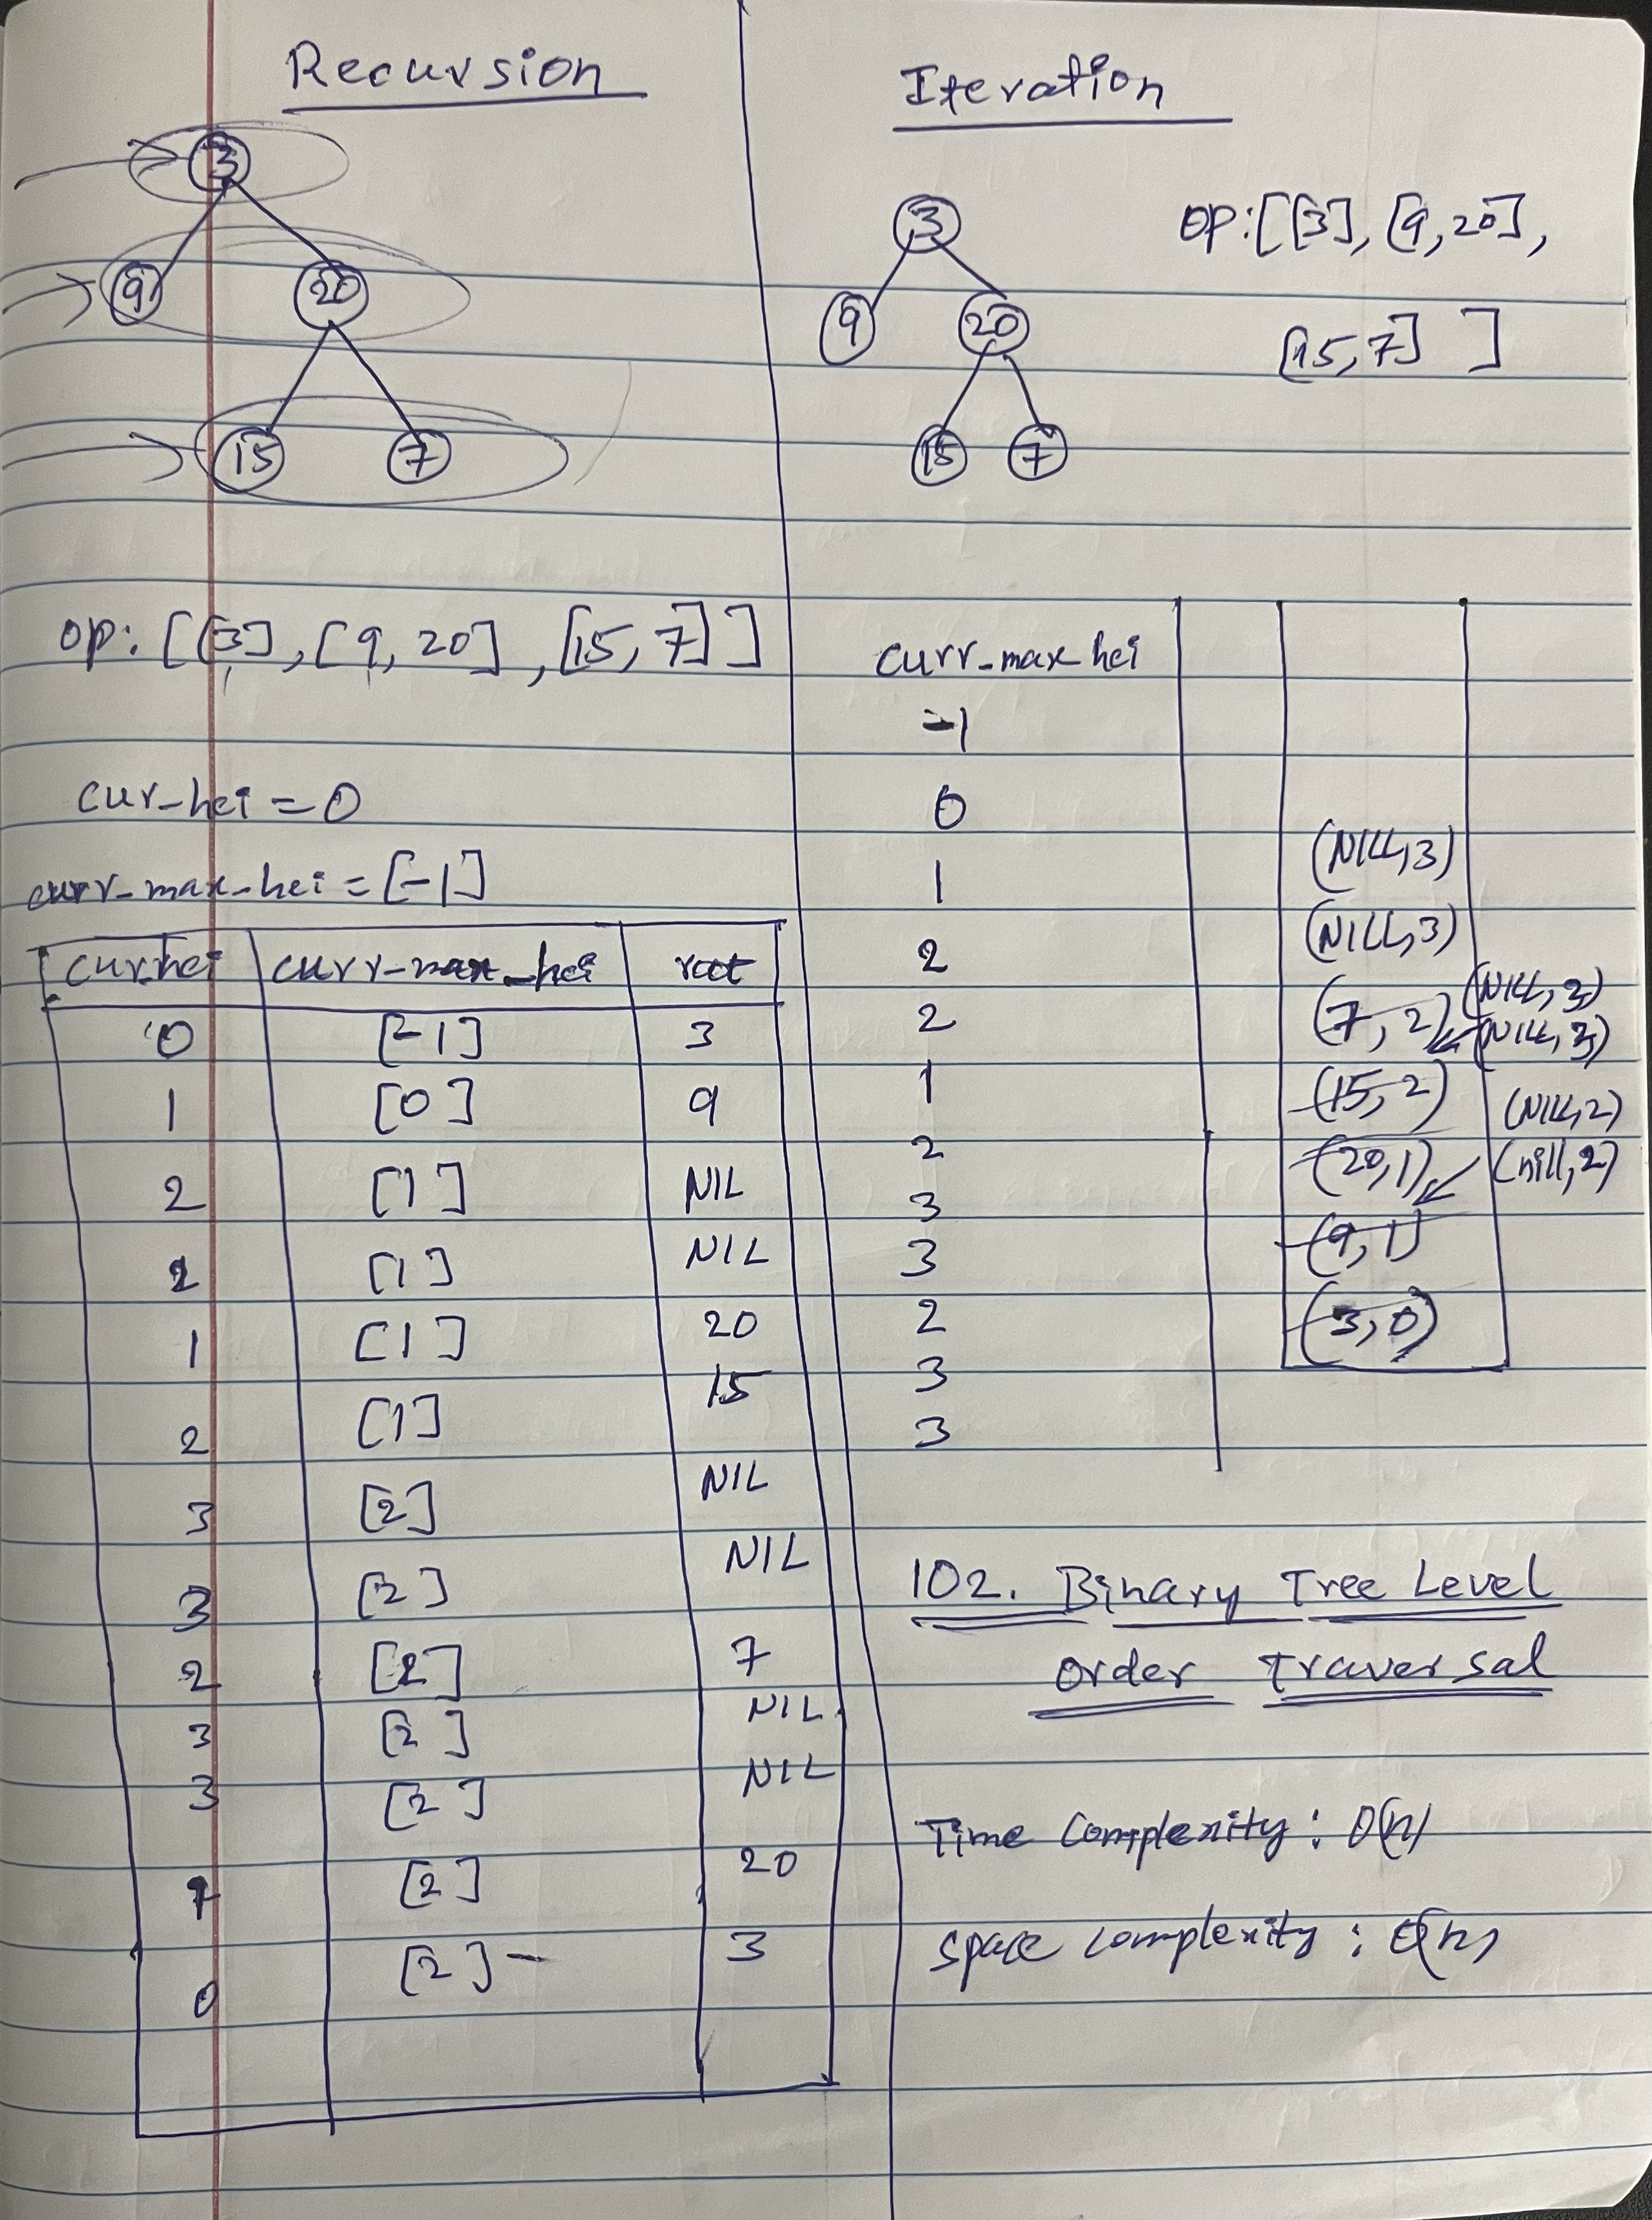 Recursion
3
9 20
15 7
op: [[3], [9, 20], [15, 7]]
cur_hei = 0
curr_max_hei = [-1]
cur_hei curr_max_hei root
0 [-1] 3
1 [0] 9
2 [1] NIL
2 [1] NIL
1 [1] 20
2 [1] 15
3 [2] NIL
3 [2] NIL
2 [2] 7
3 [2] NIL
3 [2] NIL
1 [2] 20
0 [2] - 3
Iteration
3
9 20
15 7
op: [[3], [9, 20],
[15, 7] ]
curr_max_hei
-1
0
1
2
2
1
2
3
3
2
3
3
(NILL, 3)
(NILL, 3)
(7, 2) (NILL, 3)
(NILL, 3)
(15, 2) (NILL, 2)
(20, 1) (nill, 2)
(9, 1)
(3, 0)
102. Binary Tree Level
Order Traversal
Time Complexity : O(n)
Space complexity : O(n)